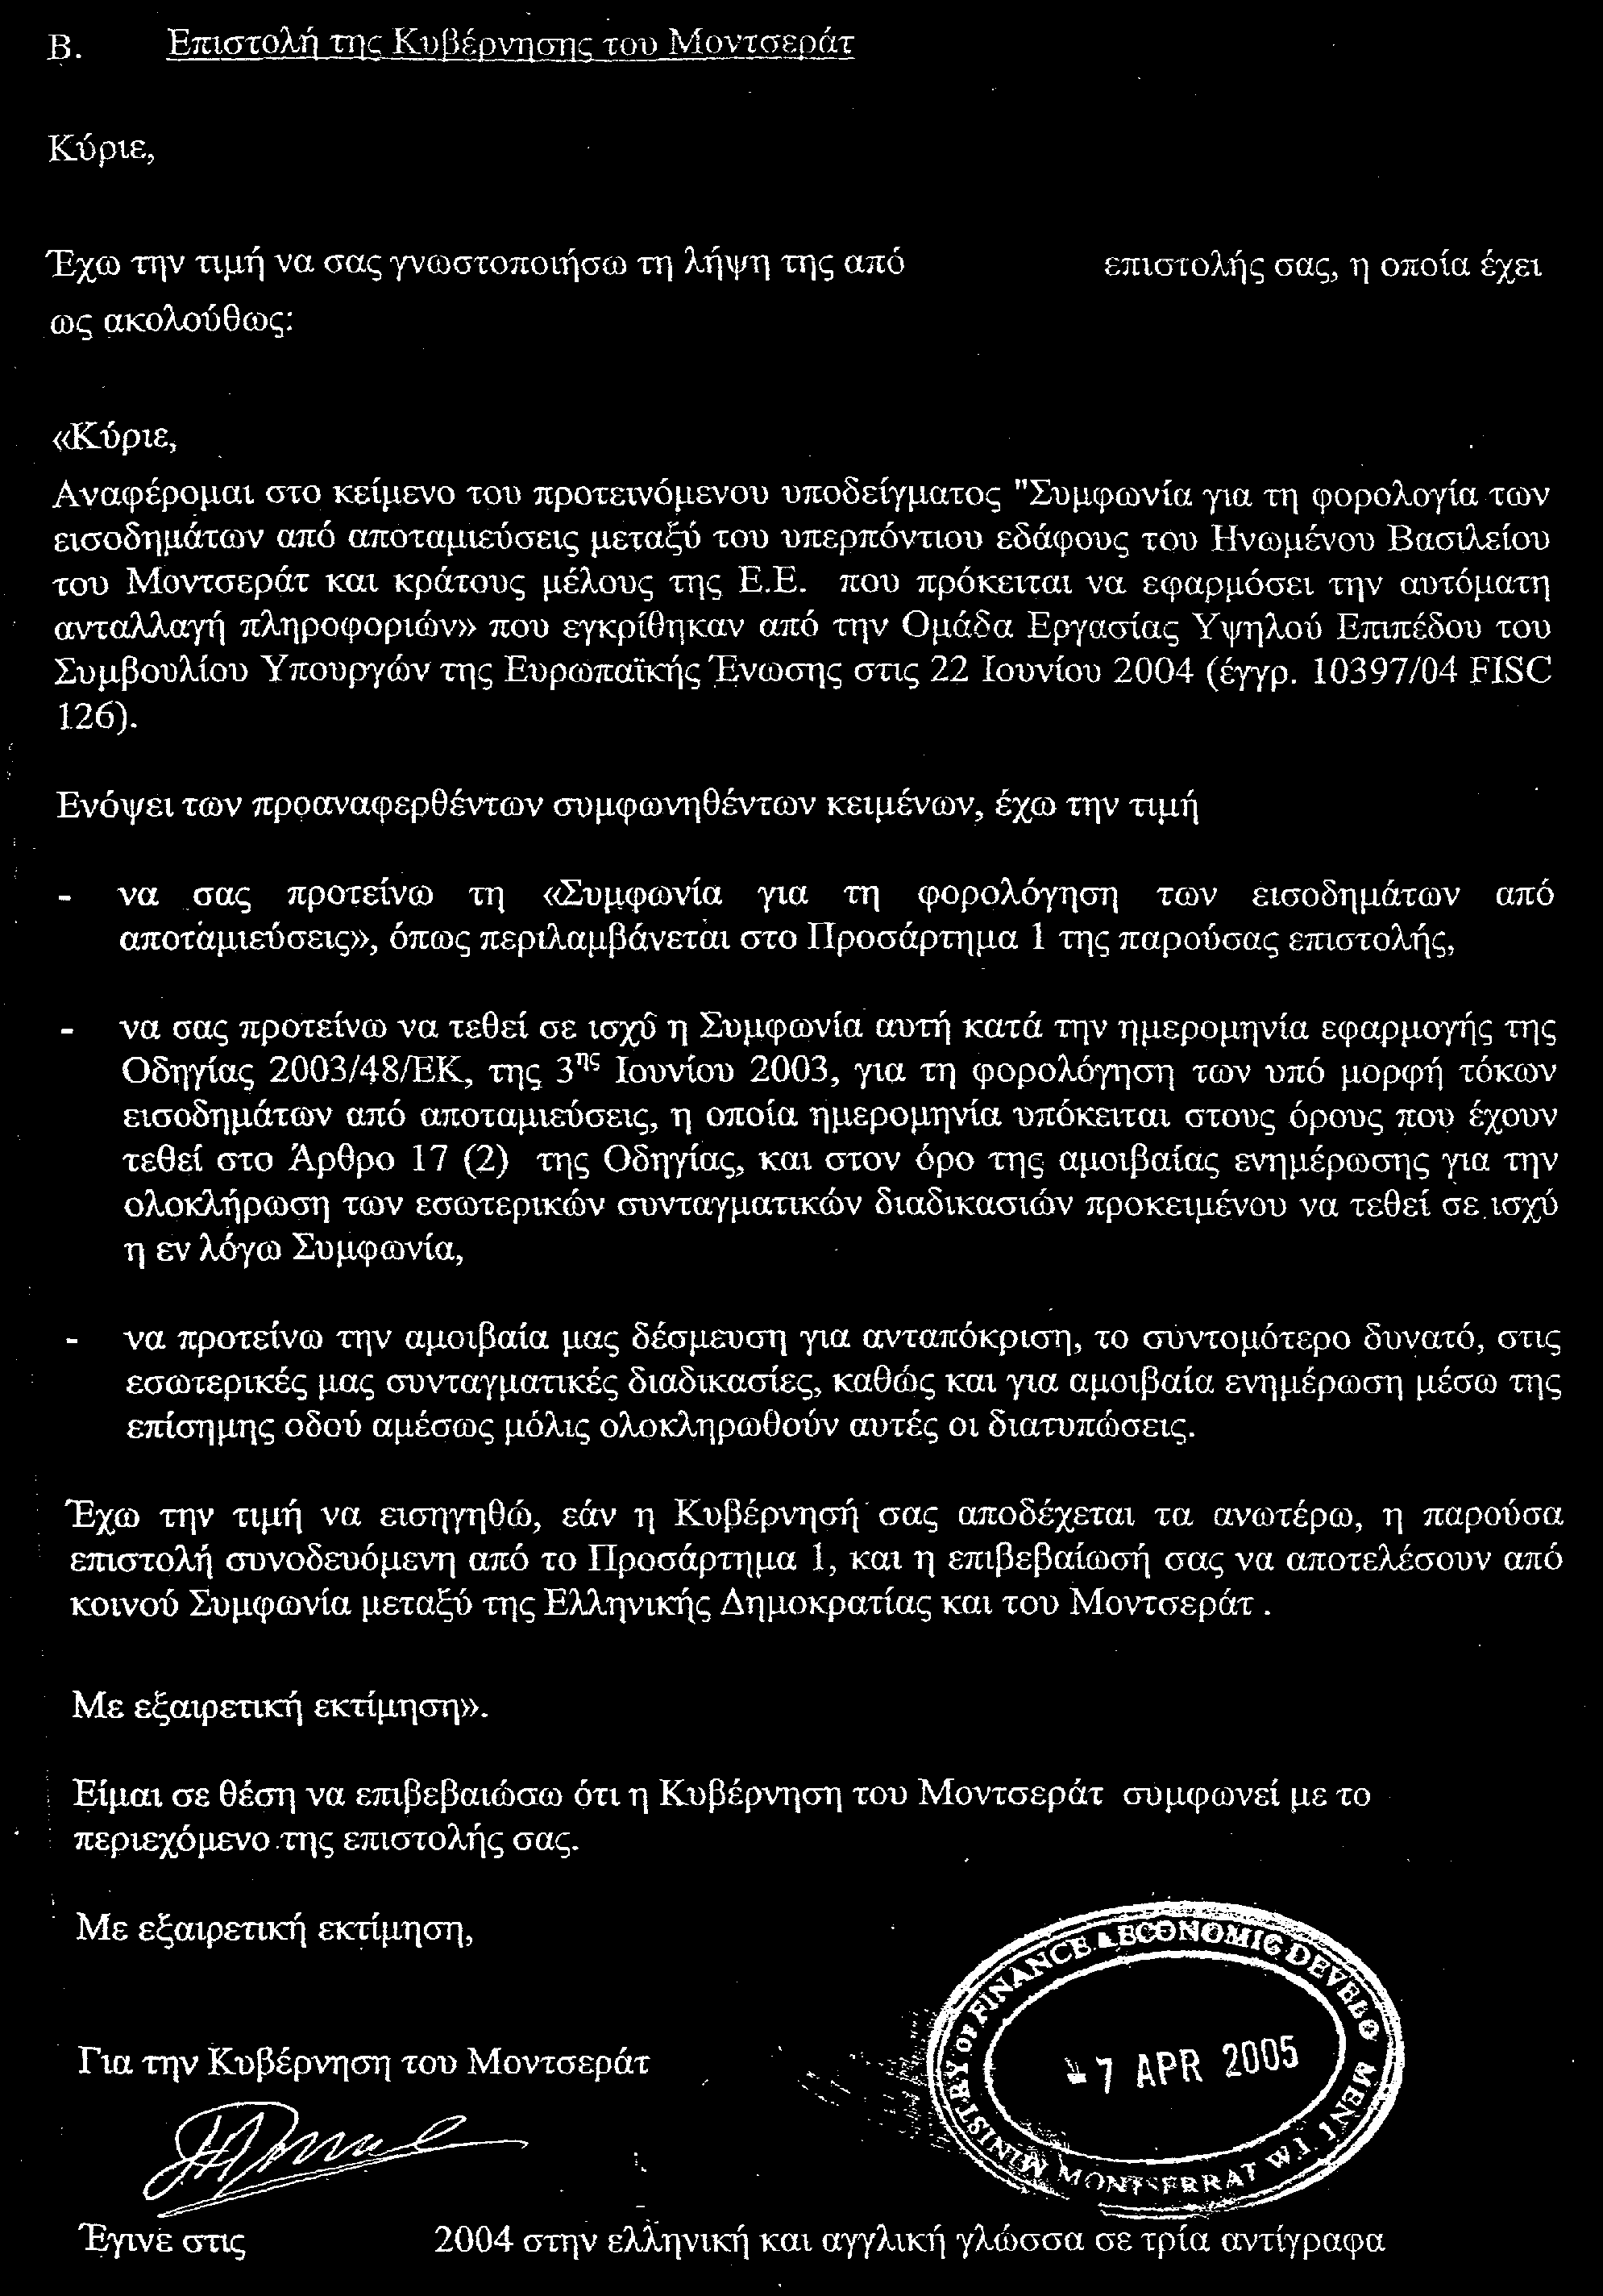 Β. Επιστολή της Κυβέρνησης του Μοντσεράτ
Κύριε,
Έχω την τιμή να σας γνωστοποιήσω τη λήψη της από επιστολής σας, η οποία έχει
ως ακολούθως:
«Κύριε,
Αναφέρομαι στο κείμενο του προτεινόμενου υποδείγματος "Συμφωνία για τη φορολογία των
εισοδημάτων από αποταμιεύσεις μεταξύ του υπερπόντιου εδάφους του Ηνωμένου Βασιλείου
του Μοντσεράτ και κράτους μέλους της Ε.Ε. που πρόκειται να εφαρμόσει την αυτόματη
ανταλλαγή πληροφοριών» που εγκρίθηκαν από την Ομάδα Εργασίας Υψηλού Επιπέδου του
Συμβουλίου Υπουργών της Ευρωπαϊκής Ένωσης στις 22 Ιουνίου 2004 (έγγρ. 10397/04 FISC
126).
Ενόψει των προαναφερθέντων συμφωνηθέντων κειμένων, έχω την τιμή
- να σας προτείνω τη «Συμφωνία για τη φορολόγηση των εισοδημάτων από
αποταμιεύσεις», όπως περιλαμβάνεται στο Προσάρτημα 1 της παρούσας επιστολής,
- να σας προτείνω να τεθεί σε ισχύ η Συμφωνία αυτή κατά την ημερομηνία εφαρμογής της
Οδηγίας 2003/48/ΕΚ, της 3ης Ιουνίου 2003, για τη φορολόγηση των υπό μορφή τόκων
εισοδημάτων από αποταμιεύσεις, η οποία ημερομηνία υπόκειται στους όρους που έχουν
τεθεί στο Άρθρο 17 (2) της Οδηγίας, και στον όρο της αμοιβαίας ενημέρωσης για την
ολοκλήρωση των εσωτερικών συνταγματικών διαδικασιών προκειμένου να τεθεί σε ισχύ
η εν λόγω Συμφωνία,
- να προτείνω την αμοιβαία μας δέσμευση για ανταπόκριση, το συντομότερο δυνατό, στις
εσωτερικές μας συνταγματικές διαδικασίες, καθώς και για αμοιβαία ενημέρωση μέσω της
επίσημης οδού αμέσως μόλις ολοκληρωθούν αυτές οι διατυπώσεις.
Έχω την τιμή να εισηγηθώ, εάν η Κυβέρνησή σας αποδέχεται τα ανωτέρω, η παρούσα
επιστολή συνοδευόμενη από το Προσάρτημα 1, και η επιβεβαίωσή σας να αποτελέσουν από
κοινού Συμφωνία μεταξύ της Ελληνικής Δημοκρατίας και του Μοντσεράτ .
Με εξαιρετική εκτίμηση».
Είμαι σε θέση να επιβεβαιώσω ότι η Κυβέρνηση του Μοντσεράτ συμφωνεί με το
περιεχόμενο της επιστολής σας.
Με εξαιρετική εκτίμηση,
Για την Κυβέρνηση του Μοντσεράτ
MINISTRY OF FINANCE & ECONOMIC DEVELOPMENT
- 7 APR 2005
MONTSERRAT W.I.
Έγινε στις 2004 στην ελληνική και αγγλική γλώσσα σε τρία αντίγραφα